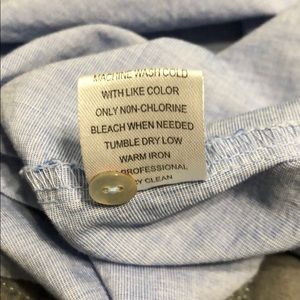 MACHINE WASH COLD
WITH LIKE COLOR
ONLY NON-CHLORINE
BLEACH WHEN NEEDED
TUMBLE DRY LOW
WARM IRON
PROFESSIONAL
CLEAN